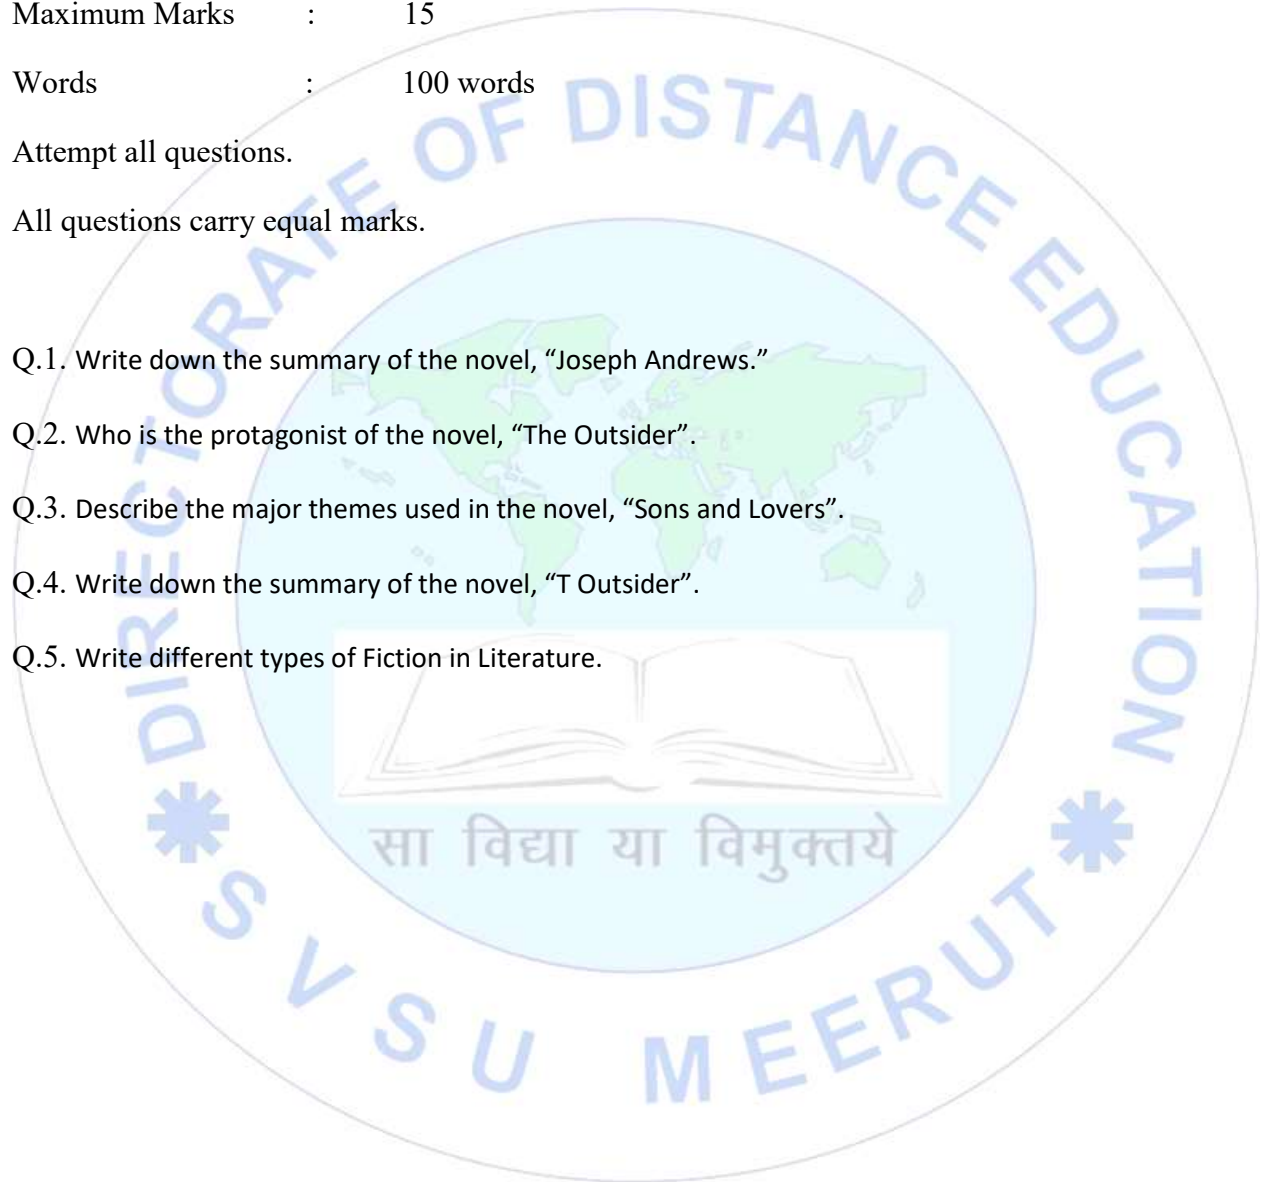 Maximum Marks : 15
Words : 100 words
Attempt all questions.
All questions carry equal marks.
Q.1. Write down the summary of the novel, “Joseph Andrews.”
Q.2. Who is the protagonist of the novel, “The Outsider”.
Q.3. Describe the major themes used in the novel, “Sons and Lovers”.
Q.4. Write down the summary of the novel, “T Outsider”.
Q.5. Write different types of Fiction in Literature.
DIRECTORATE OF DISTANCE EDUCATION
सा विद्या या विमुक्तये
SVSU MEERUT